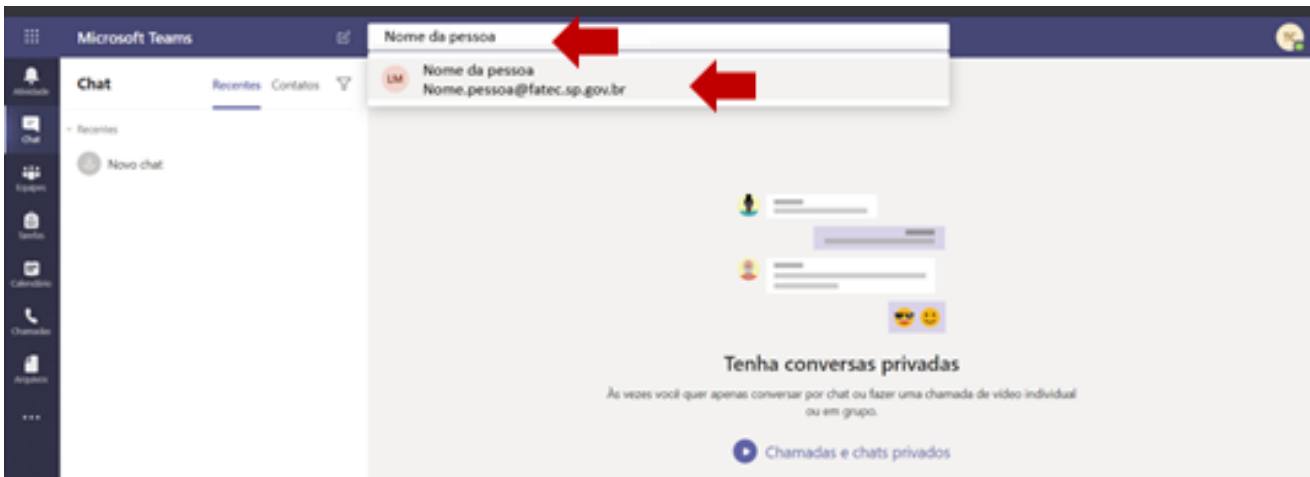 Microsoft Teams
Nome da pessoa
Atividade
Chat
Equipes
Tarefas
Calendário
Chamadas
Arquivos
Chat
Recentes
Contatos
Recentes
Novo chat
LM
Nome da pessoa
Nome.pessoa@fatec.sp.gov.br
Tenha conversas privadas
Às vezes você quer apenas conversar por chat ou fazer uma chamada de vídeo individual
ou em grupo.
Chamadas e chats privados